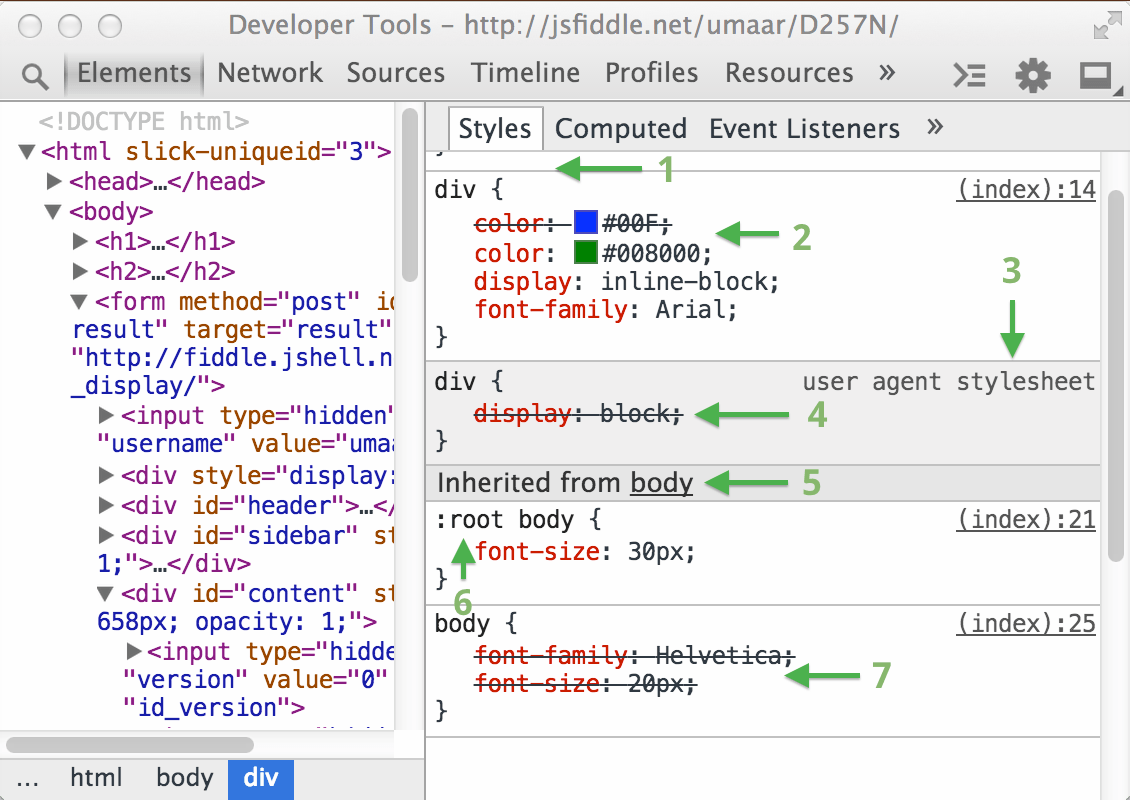 Developer Tools - http://jsfiddle.net/umaar/D257N/
Elements Network Sources Timeline Profiles Resources »
<!DOCTYPE html>
▼<html slick-uniqueid="3">
▶<head>…</head>
▼<body>
▶<h1>…</h1>
▶<h2>…</h2>
▼<form method="post" id
result" target="result"
"http://fiddle.jshell.n
_display/">
▶<input type="hidden"
"username" value="umaa
▶<div style="display:
▶<div id="header">…</
▶<div id="sidebar" st
1;">…</div>
▼<div id="content" st
658px; opacity: 1;">
▶<input type="hidde
"version" value="0"
"id_version">
… html body div
Styles Computed Event Listeners »
}
1
div { (index):14
color: #00F;
2
color: #008000;
display: inline-block;
font-family: Arial;
}
3
div { user agent stylesheet
display: block;
4
}
Inherited from body
5
:root body { (index):21
font-size: 30px;
}
6
body { (index):25
font-family: Helvetica;
font-size: 20px;
7
}